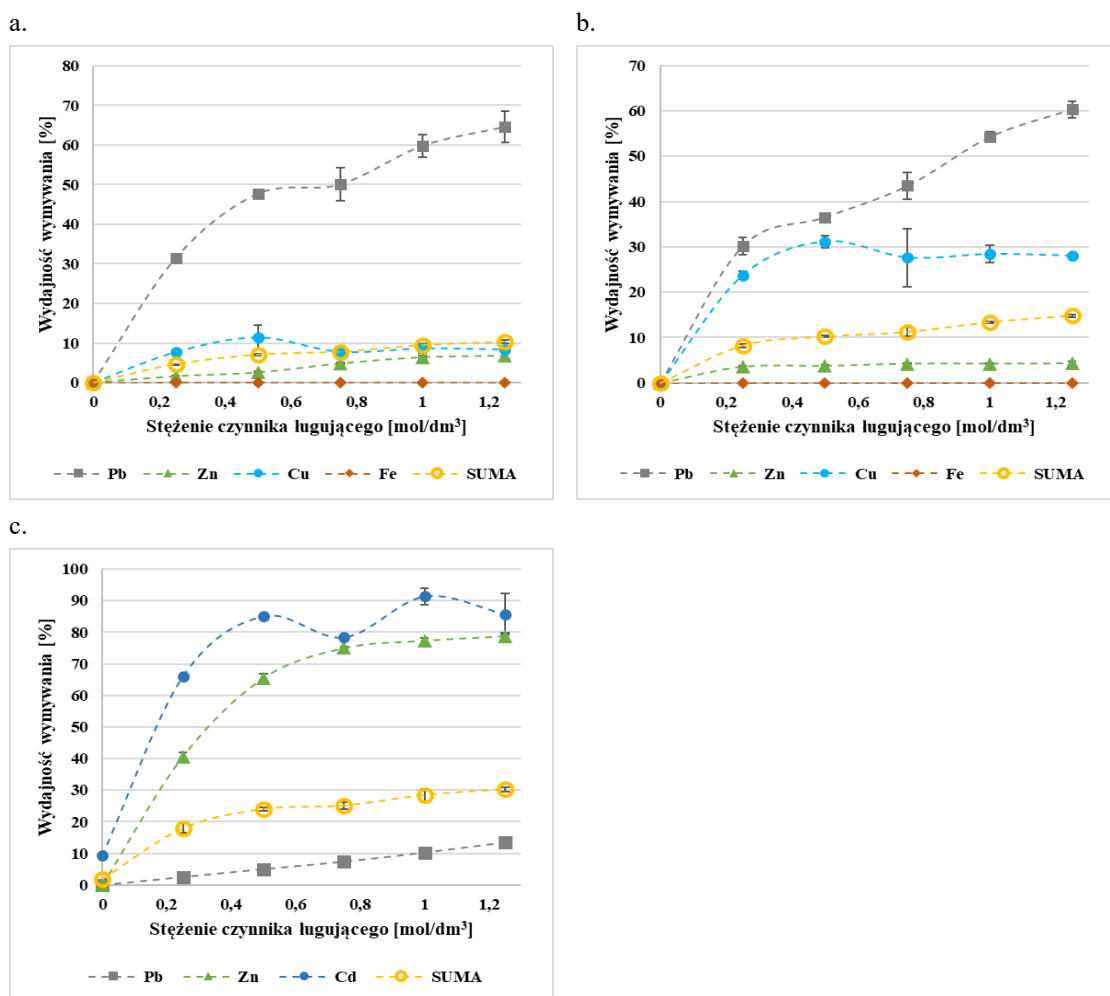 a.
80
70
60
50
40
30
20
10
0
Wydajność wymywania [%]
0 0,2 0,4 0,6 0,8 1 1,2
Stężenie czynnika ługującego [mol/dm³]
Pb Zn Cu Fe SUMA
b.
70
60
50
40
30
20
10
0
Wydajność wymywania [%]
0 0,2 0,4 0,6 0,8 1 1,2
Stężenie czynnika ługującego [mol/dm³]
Pb Zn Cu Fe SUMA
c.
100
90
80
70
60
50
40
30
20
10
0
Wydajność wymywania [%]
0 0,2 0,4 0,6 0,8 1 1,2
Stężenie czynnika ługującego [mol/dm³]
Pb Zn Cd SUMA